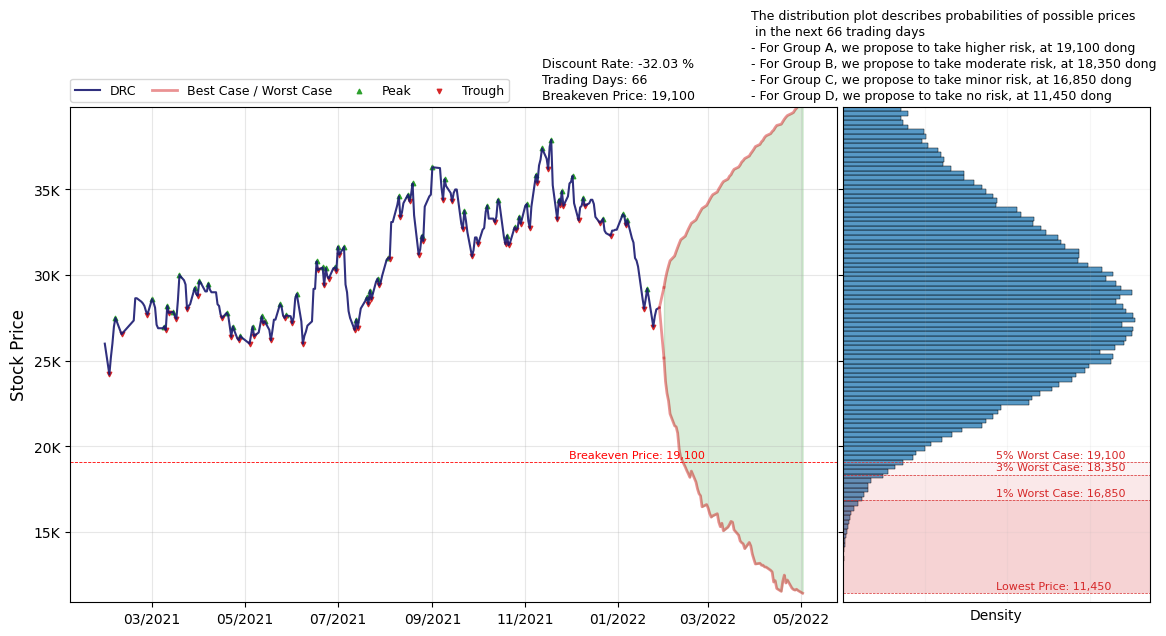 The distribution plot describes probabilities of possible prices
in the next 66 trading days
- For Group A, we propose to take higher risk, at 19,100 dong
- For Group B, we propose to take moderate risk, at 18,350 dong
- For Group C, we propose to take minor risk, at 16,850 dong
- For Group D, we propose to take no risk, at 11,450 dong
Discount Rate: -32.03 %
Trading Days: 66
Breakeven Price: 19,100
DRC Best Case / Worst Case Peak Trough
Stock Price
35K
30K
25K
20K
15K
Breakeven Price: 19,100
03/2021 05/2021 07/2021 09/2021 11/2021 01/2022 03/2022 05/2022
5% Worst Case: 19,100
3% Worst Case: 18,350
1% Worst Case: 16,850
Lowest Price: 11,450
Density